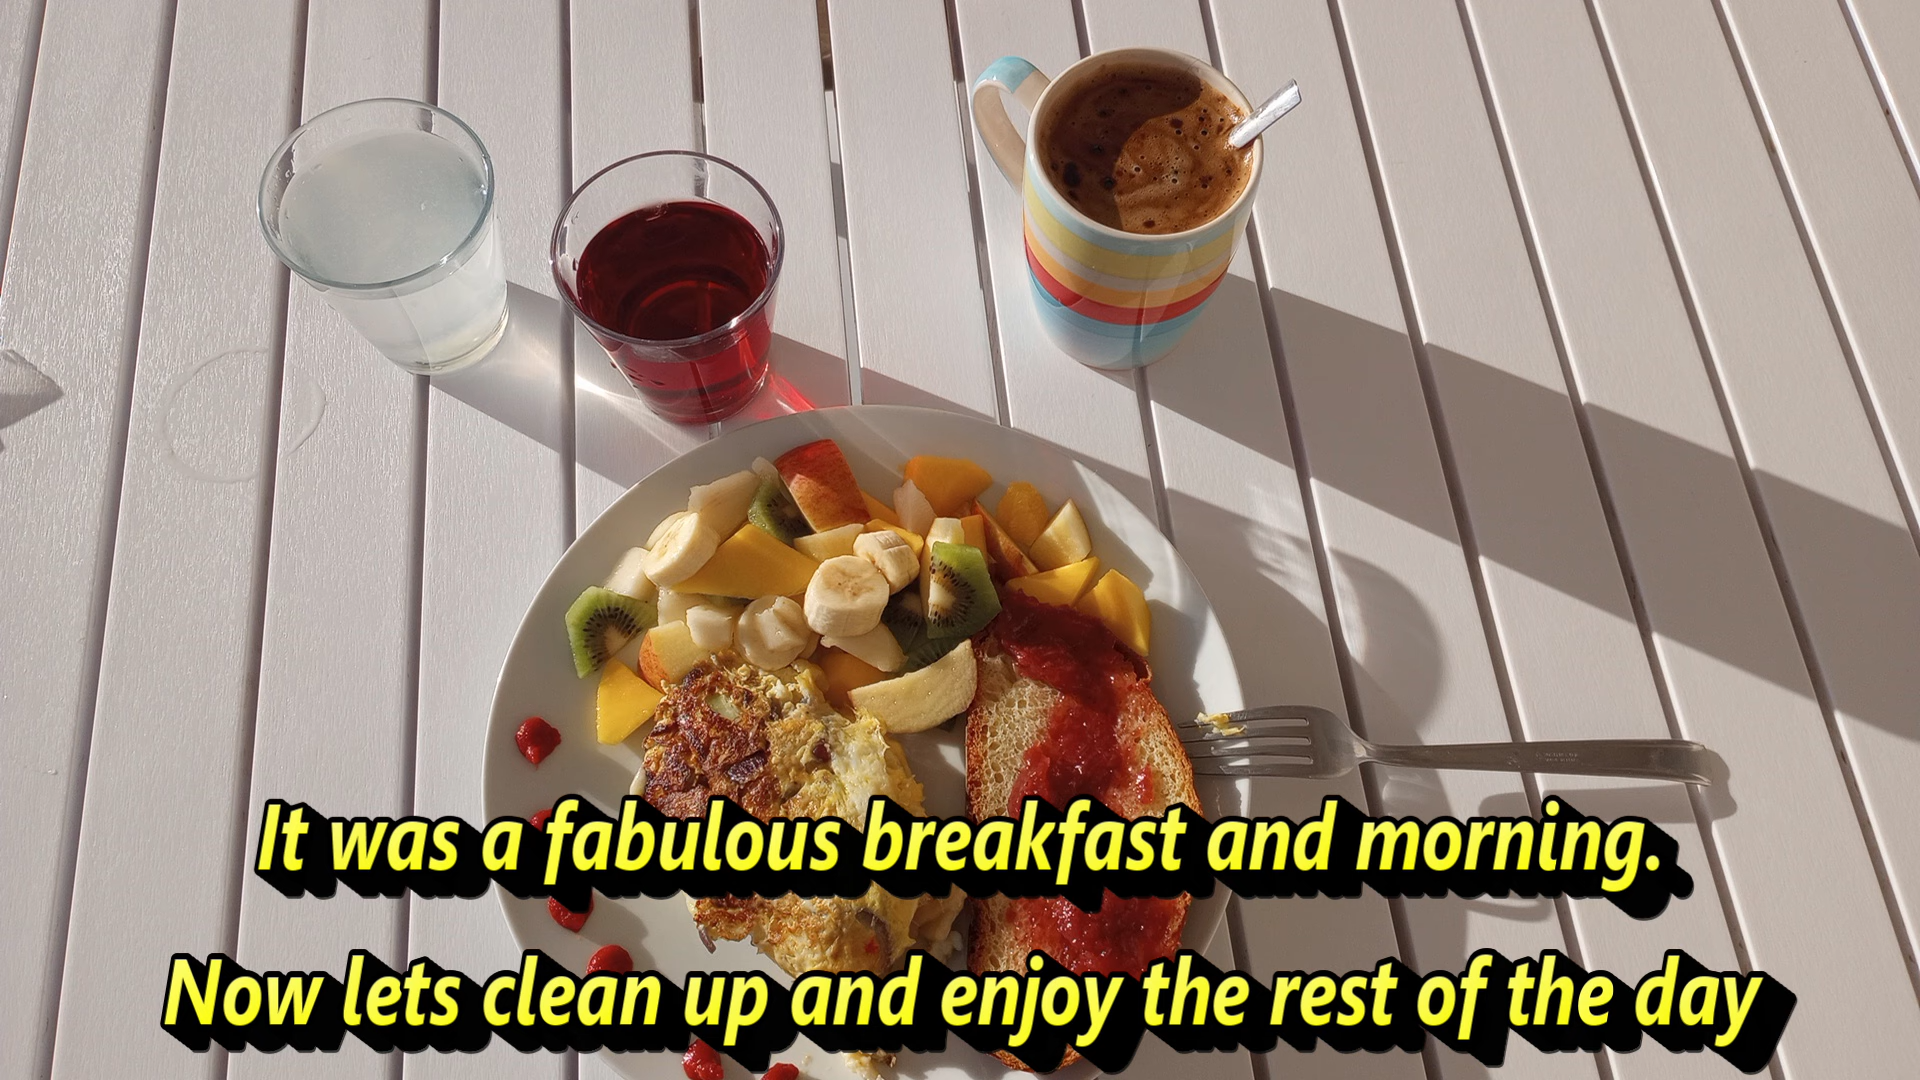 It was a fabulous breakfast and morning.
Now lets clean up and enjoy the rest of the day